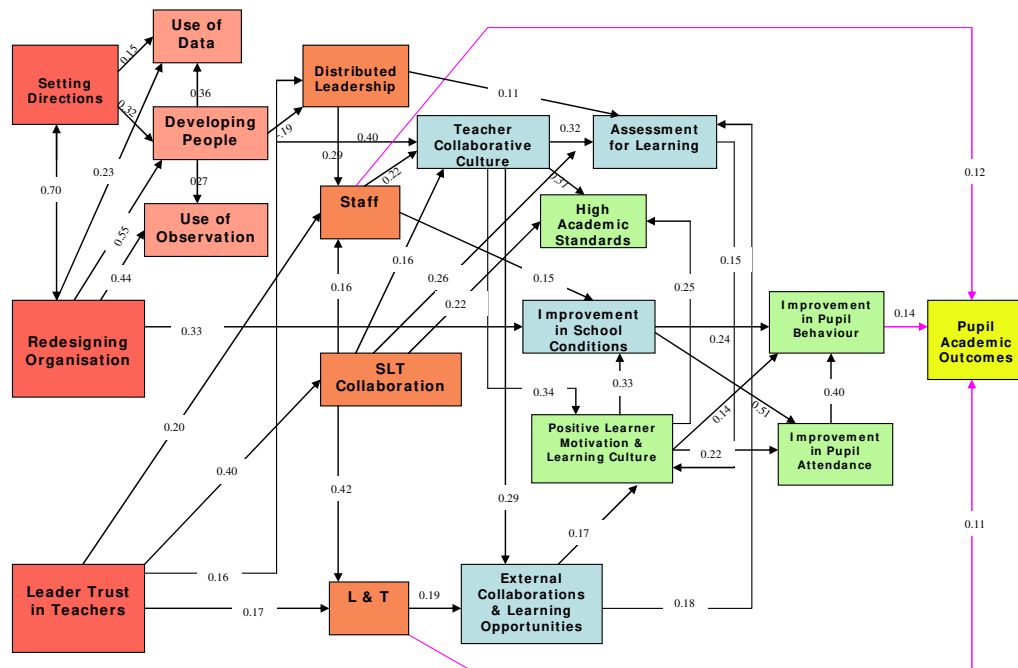 Use of
Data
Setting
Directions
0.15
0.32
0.36
Developing
People
Distributed
Leadership
.19
0.11
0.40
0.29
Teacher
Collaborative
Culture
0.32
Assessment
for Learning
0.23
0.70
027
0.22
0.31
0.12
Staff
High
Academic
Standards
Use of
Observation
0.55
0.44
0.16
0.16
0.26
0.22
0.15
0.25
0.15
Redesigning
Organisation
0.33
Improvement
in School
Conditions
0.24
Improvement
in Pupil
Behaviour
0.14
Pupil
Academic
Outcomes
SLT
Collaboration
0.34
0.33
0.14
0.51
0.40
0.20
0.40
0.42
Positive Learner
Motivation &
Learning Culture
0.22
Improvement
in Pupil
Attendance
0.29
0.17
0.11
Leader Trust
in Teachers
0.16
0.17
L & T
0.19
External
Collaborations
& Learning
Opportunities
0.18